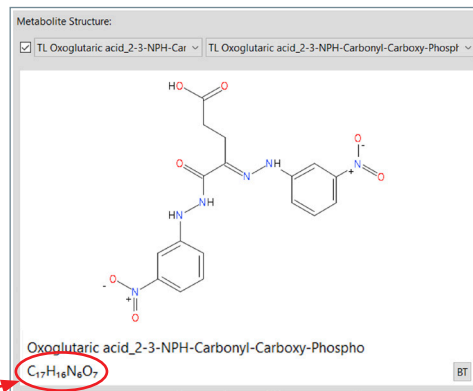 Metabolite Structure:
TL Oxoglutaric acid_2-3-NPH-Car TL Oxoglutaric acid_2-3-NPH-Carbonyl-Carboxy-Phosph
HO O
O N NH O⁻
N⁺ O
NH
HN
O
⁻ N⁺
O
Oxoglutaric acid_2-3-NPH-Carbonyl-Carboxy-Phospho
C₁₇H₁₆N₆O₇
BT